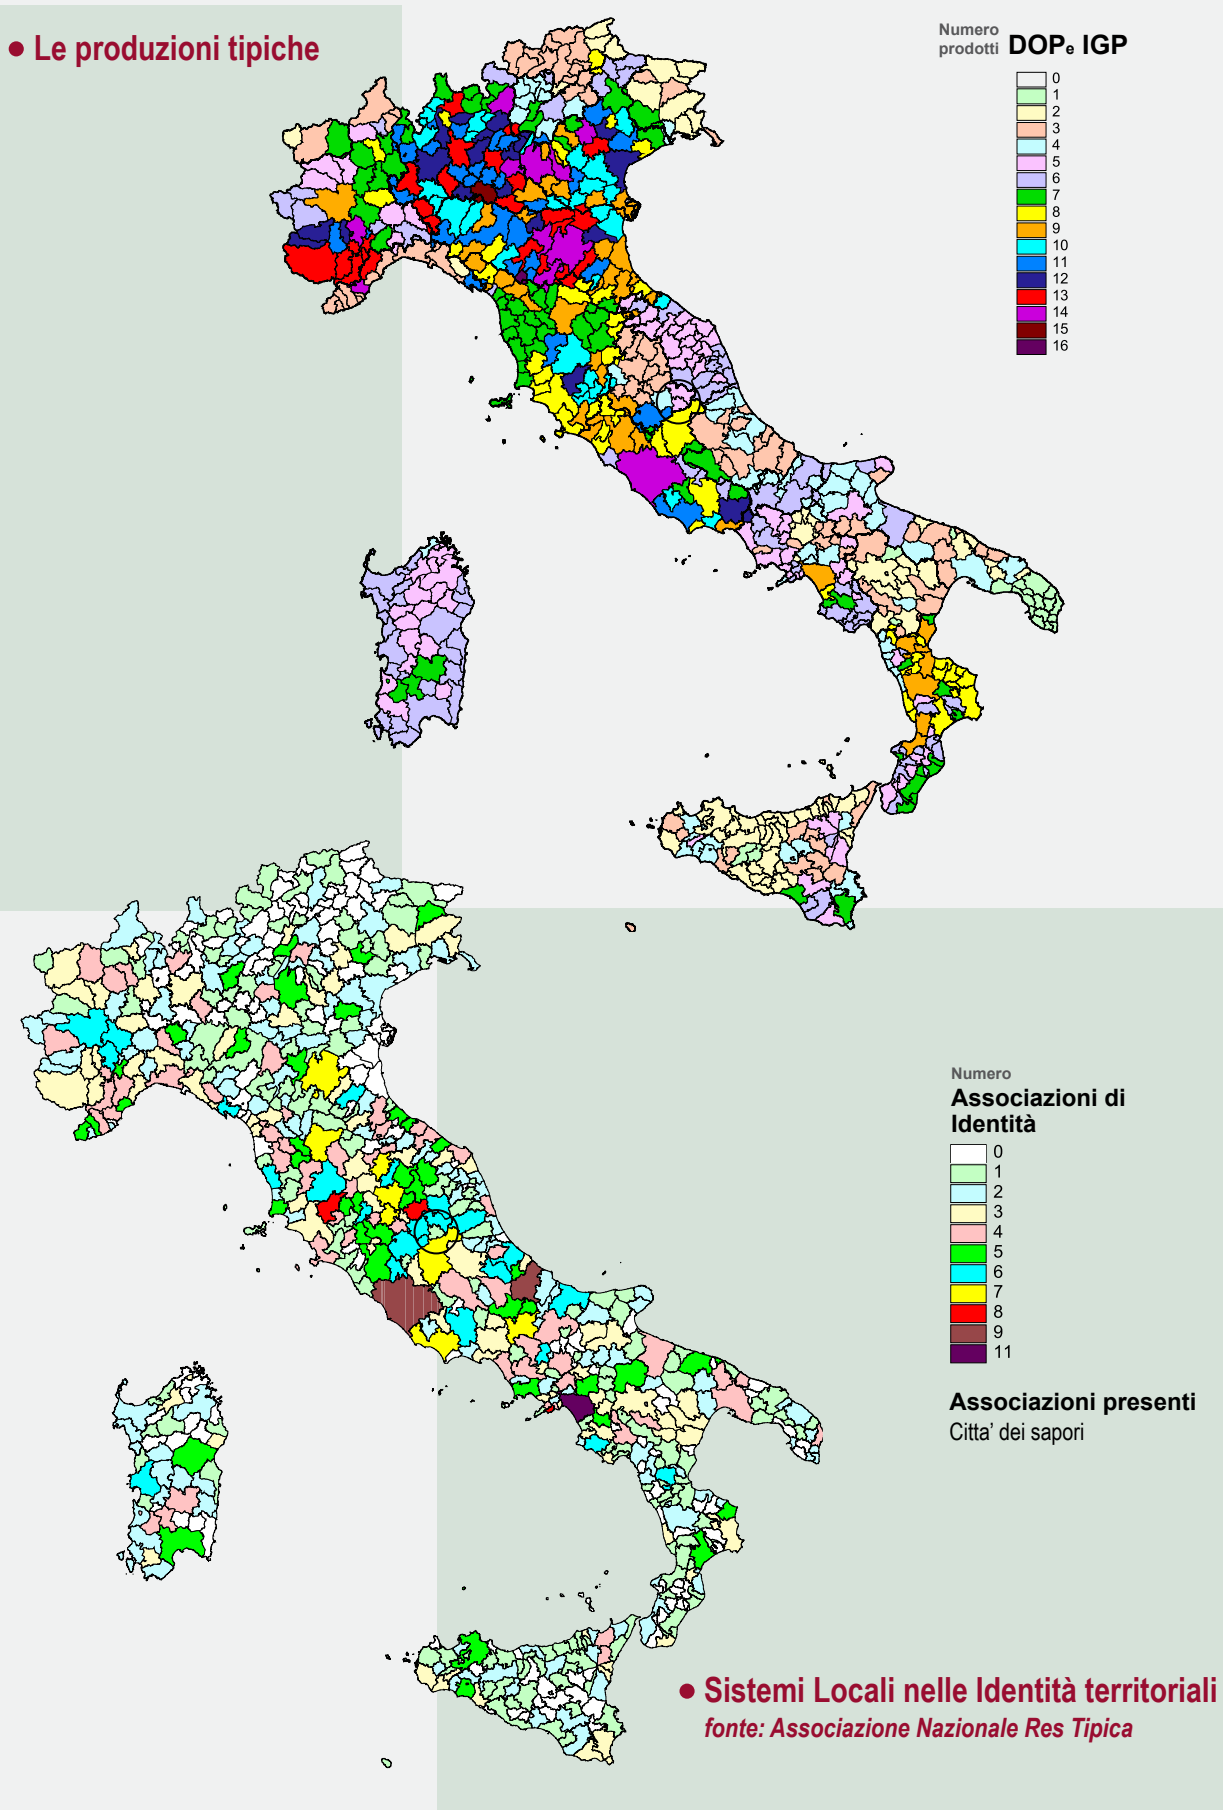 • Le produzioni tipiche
Numero
prodotti DOPe IGP
0
1
2
3
4
5
6
7
8
9
10
11
12
13
14
15
16
Numero
Associazioni di
Identità
0
1
2
3
4
5
6
7
8
9
11
Associazioni presenti
Citta' dei sapori
• Sistemi Locali nelle Identità territoriali
fonte: Associazione Nazionale Res Tipica